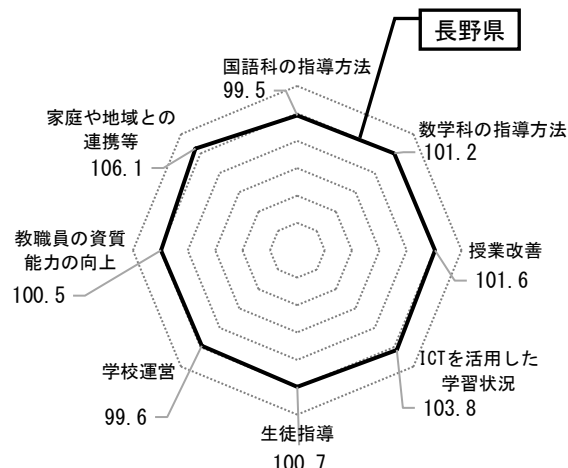 長野県
国語科の指導方法
99.5
数学科の指導方法
101.2
授業改善
101.6
ICTを活用した
学習状況
103.8
生徒指導
100.7
学校運営
99.6
教職員の資質
能力の向上
100.5
家庭や地域との
連携等
106.1